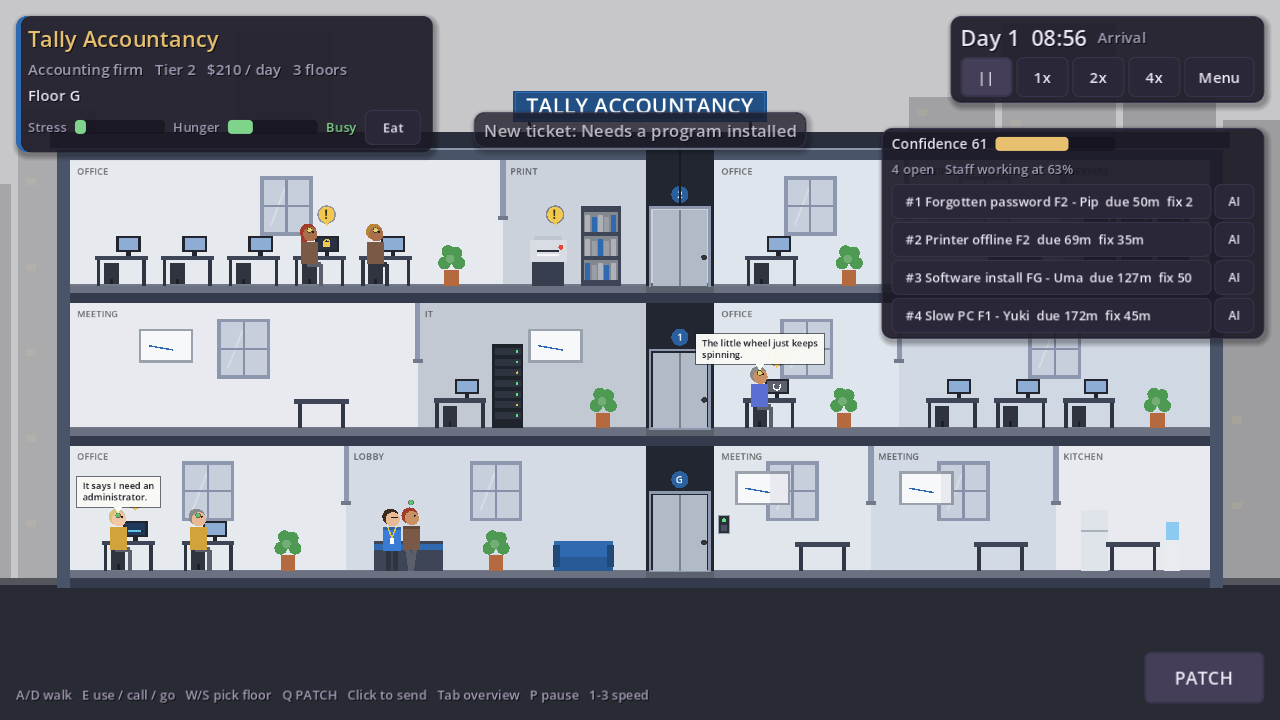 Tally Accountancy
Accounting firm Tier 2 $210 / day 3 floors
Floor G
Stress Hunger Busy Eat
Day 1 08:56 Arrival
|| 1x 2x 4x Menu
TALLY ACCOUNTANCY
New ticket: Needs a program installed
Confidence 61
4 open Staff working at 63%
#1 Forgotten password F2 - Pip due 50m fix 2 AI
#2 Printer offline F2 due 69m fix 35m AI
#3 Software install FG - Uma due 127m fix 50 AI
#4 Slow PC F1 - Yuki due 172m fix 45m AI
OFFICE
PRINT
2
OFFICE
MEETING
IT
1
OFFICE
The little wheel just keeps
spinning.
OFFICE
LOBBY
G
MEETING
MEETING
KITCHEN
It says I need an
administrator.
PATCH
A/D walk E use / call / go W/S pick floor Q PATCH Click to send Tab overview P pause 1-3 speed